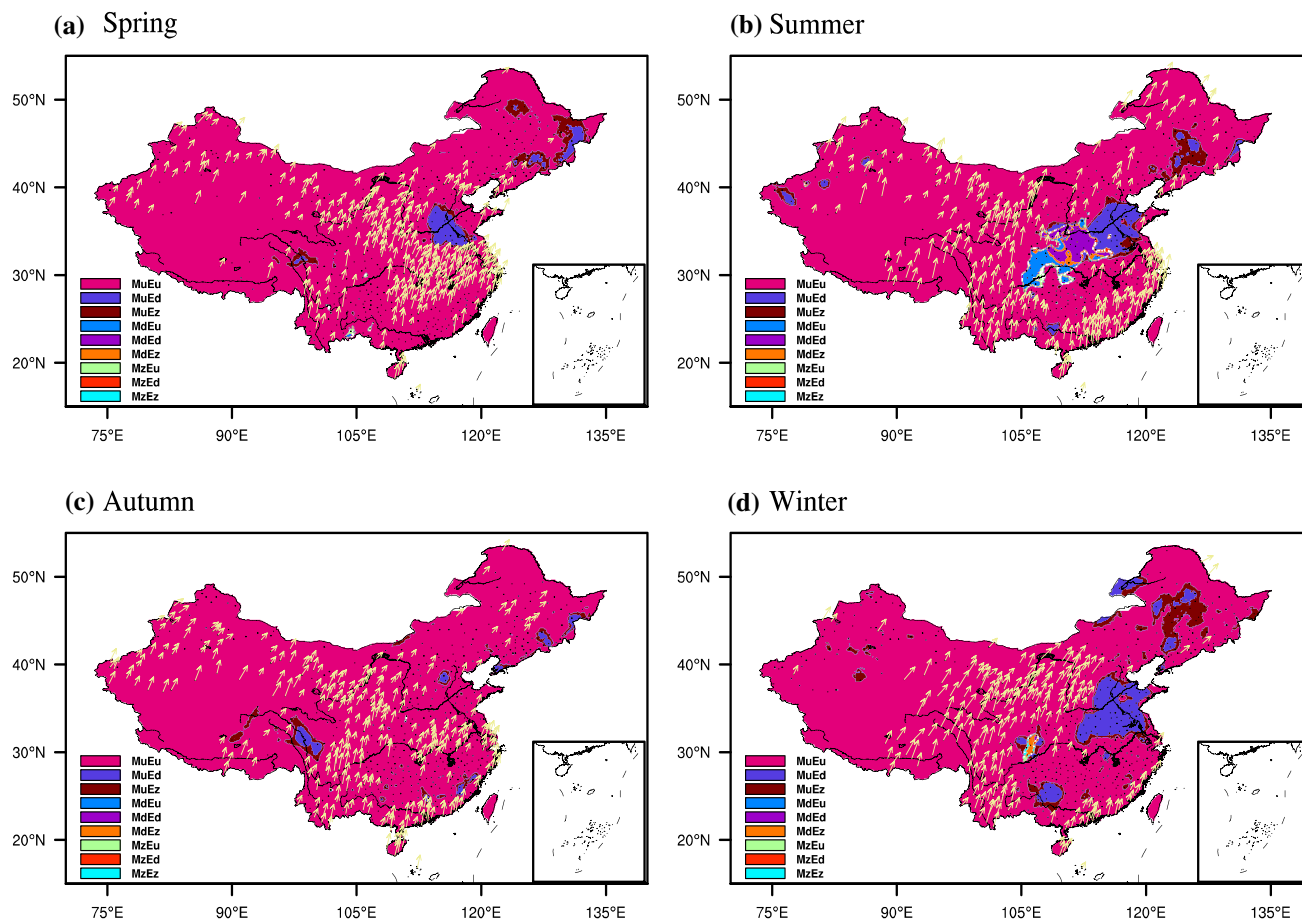 (a) Spring
50°N
40°N
30°N
20°N
MuEu
MuEd
MuEz
MdEu
MdEd
MdEz
MzEu
MzEd
MzEz
75°E 90°E 105°E 120°E 135°E
(b) Summer
50°N
40°N
30°N
20°N
MuEu
MuEd
MuEz
MdEu
MdEd
MdEz
MzEu
MzEd
MzEz
75°E 90°E 105°E 120°E 135°E
(c) Autumn
50°N
40°N
30°N
20°N
MuEu
MuEd
MuEz
MdEu
MdEd
MdEz
MzEu
MzEd
MzEz
75°E 90°E 105°E 120°E 135°E
(d) Winter
50°N
40°N
30°N
20°N
MuEu
MuEd
MuEz
MdEu
MdEd
MdEz
MzEu
MzEd
MzEz
75°E 90°E 105°E 120°E 135°E